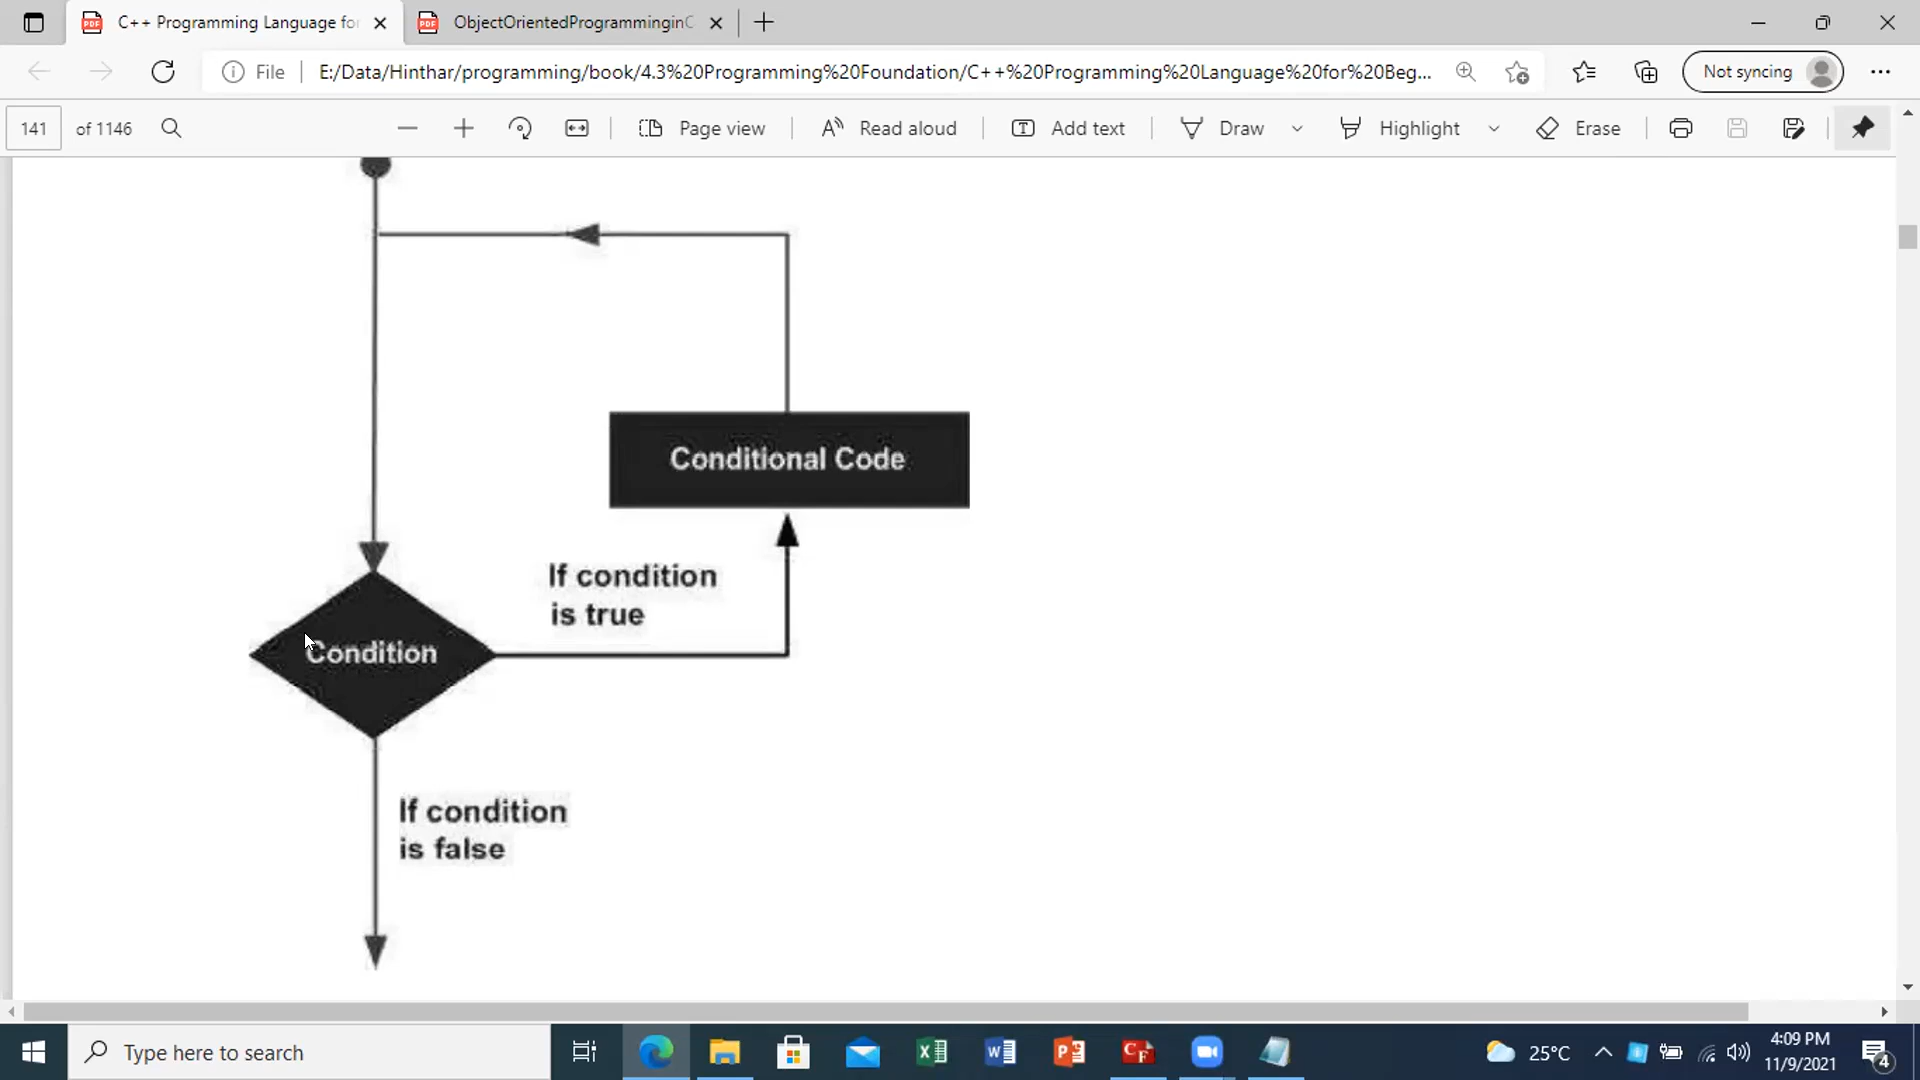 C++ Programming Language fo
ObjectOrientedProgramminginC
File
E:/Data/Hinthar/programming/book/4.3%20Programming%20Foundation/C++%20Programming%20Language%20for%20Beg...
Not syncing
141 of 1146
Page view
Read aloud
Add text
Draw
Highlight
Erase
Conditional Code
If condition
is true
Condition
If condition
is false
Type here to search
25°C
4:09 PM
11/9/2021
4